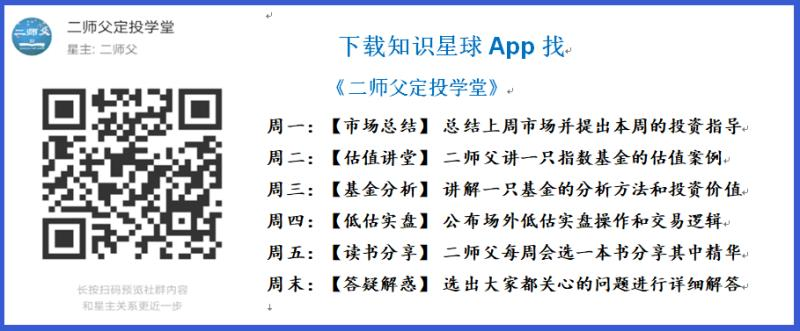 二师父
二师父定投学堂
星主: 二师父
长按扫码预览社群内容
和星主关系更近一步
下载知识星球 App 找
《二师父定投学堂》
周一：【市场总结】 总结上周市场并提出本周的投资指导
周二：【估值讲堂】 二师父讲一只指数基金的估值案例
周三：【基金分析】 讲解一只基金的分析方法和投资价值
周四：【低估实盘】 公布场外低估实盘操作和交易逻辑
周五：【读书分享】 二师父每周会选一本书分享其中精华
周末：【答疑解惑】 选出大家都关心的问题进行详细解答